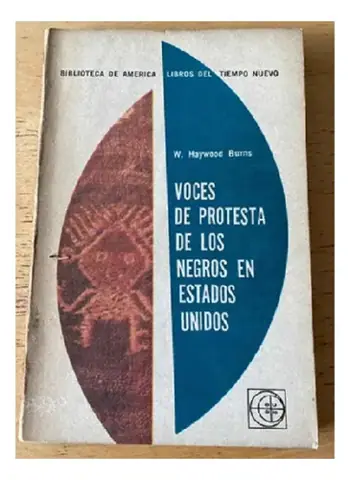 BIBLIOTECA DE AMERICA LIBROS DEL TIEMPO NUEVO
W. Haywood Burns
VOCES
DE PROTESTA
DE LOS
NEGROS EN
ESTADOS
UNIDOS